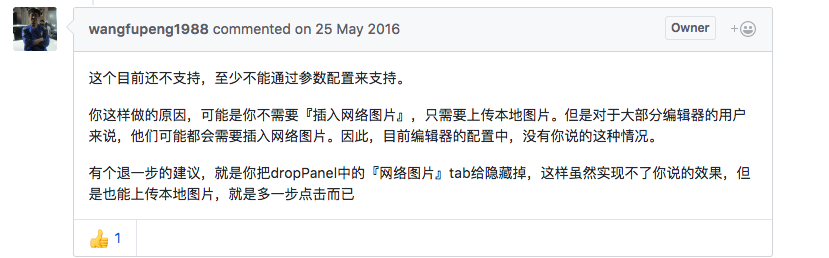 wangfupeng1988 commented on 25 May 2016
Owner
这个目前还不支持，至少不能通过参数配置来支持。
你这样做的原因，可能是你不需要『插入网络图片』，只需要上传本地图片。但是对于大部分编辑器的用户
来说，他们可能都会需要插入网络图片。因此，目前编辑器的配置中，没有你说的这种情况。
有个退一步的建议，就是你把dropPanel中的『网络图片』tab给隐藏掉，这样虽然实现不了你说的效果，但
是也能上传本地图片，就是多一步点击而已
1